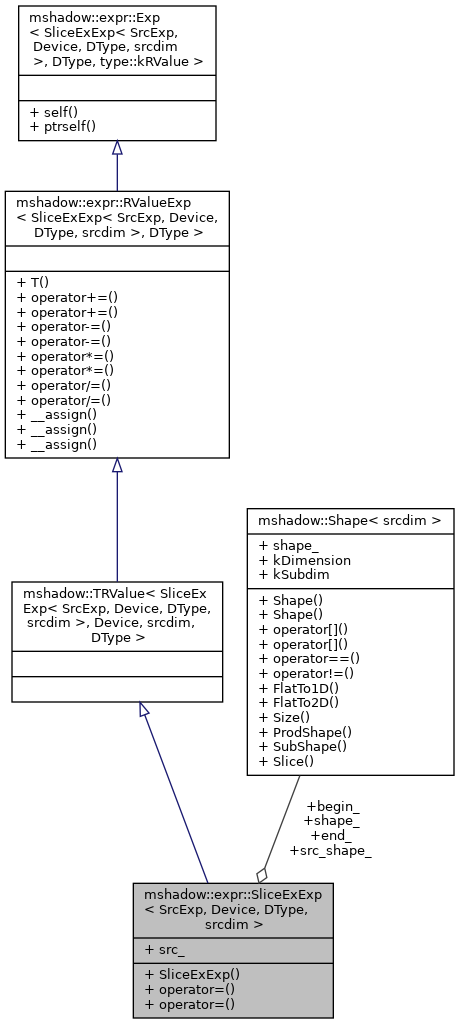 mshadow::expr::Exp
< SliceExExp< SrcExp,
Device, DType, srcdim
>, DType, type::kRValue >
+ self()
+ ptrself()
mshadow::expr::RValueExp
< SliceExExp< SrcExp, Device,
DType, srcdim >, DType >
+ T()
+ operator+=()
+ operator+=()
+ operator-=()
+ operator-=()
+ operator*=()
+ operator*=()
+ operator/=()
+ operator/=()
+ __assign()
+ __assign()
+ __assign()
mshadow::Shape< srcdim >
+ shape_
+ kDimension
+ kSubdim
+ Shape()
+ Shape()
+ operator[]()
+ operator[]()
+ operator==()
+ operator!=()
+ FlatTo1D()
+ FlatTo2D()
+ Size()
+ ProdShape()
+ SubShape()
+ Slice()
mshadow::TRValue< SliceEx
Exp< SrcExp, Device, DType,
srcdim >, Device, srcdim,
DType >
+begin_
+shape_
+end_
+src_shape_
mshadow::expr::SliceExExp
< SrcExp, Device, DType,
srcdim >
+ src_
+ SliceExExp()
+ operator=()
+ operator=()